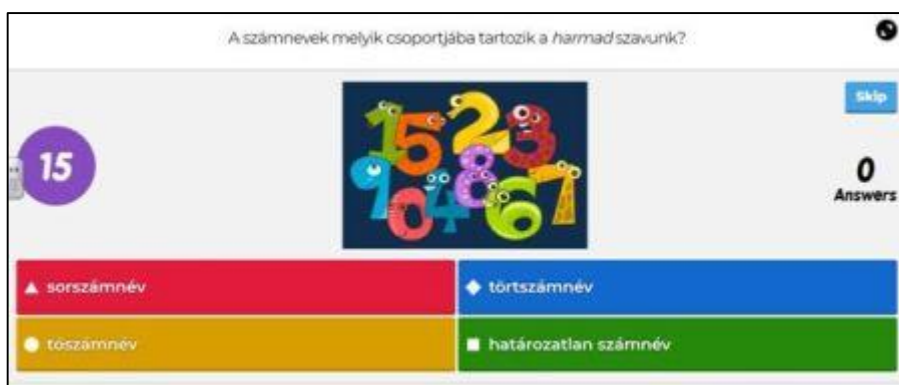 A számnevek melyik csoportjába tartozik a harmad szavunk?
Skip
15
0
Answers
sorszámnév
törtszámnév
tőszámnév
határozatlan számnév